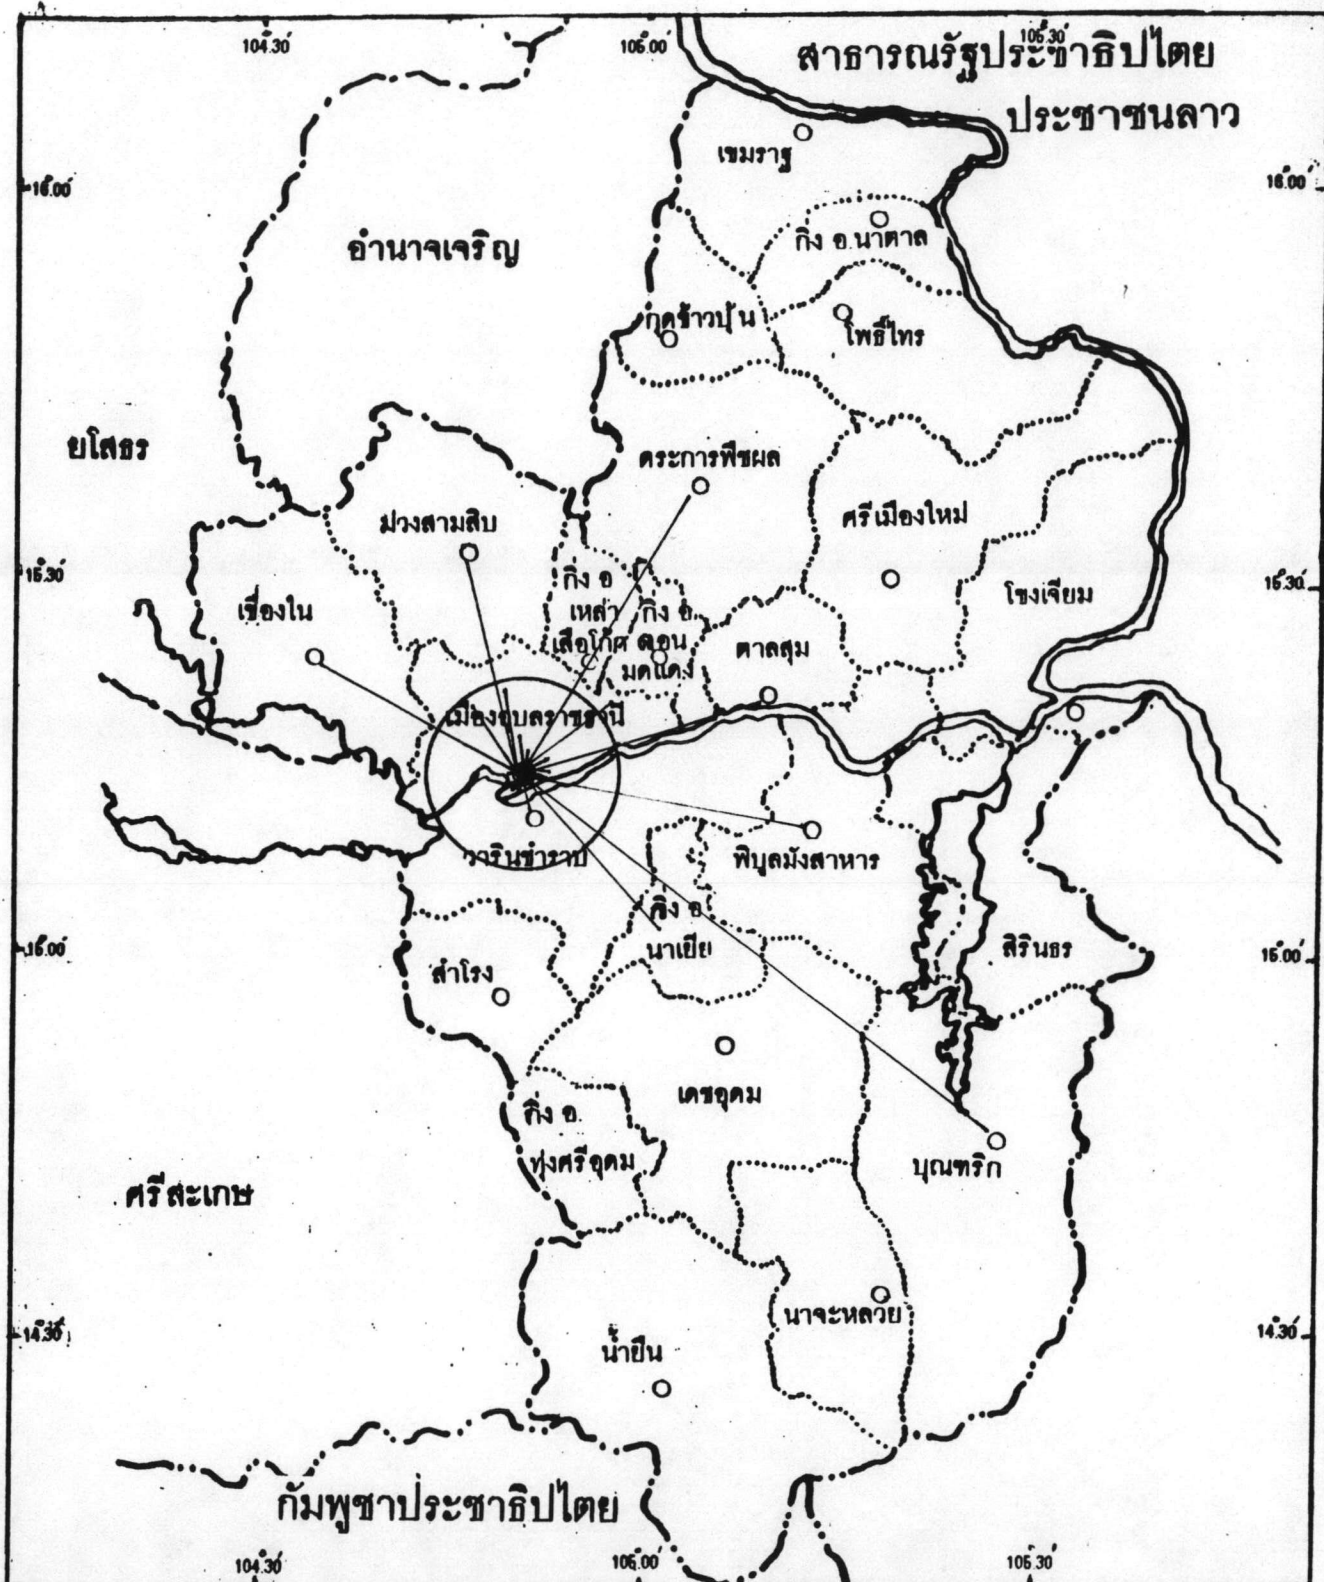 104.30
105.00
105.30
สาธารณรัฐประชาธิปไตย
ประชาชนลาว
เขมราฐ
16.00
16.00
กิ่ง อ.นาตาล
อำนาจเจริญ
กุดข้าวปุ้น
โพธิ์ไทร
ยโสธร
ตระการพืชผล
ม่วงสามสิบ
ศรีเมืองใหม่
15.30
15.30
กิ่ง อ
เหล่า
เสือโก้ก
กิ่ง อ.
ดอน
มดแดง
เขื่องใน
โขงเจียม
ตาลสุม
เมืองอุบลราชธานี
วารินชำราบ
พิบูลมังสาหาร
กิ่ง อ
นาเยีย
15.00
15.00
สำโรง
สิรินธร
เดชอุดม
กิ่ง อ.
ทุ่งศรีอุดม
บุณฑริก
ศรีสะเกษ
นาจะหลวย
14.30
14.30
น้ำยืน
กัมพูชาประชาธิปไตย
104.30
105.00
105.30